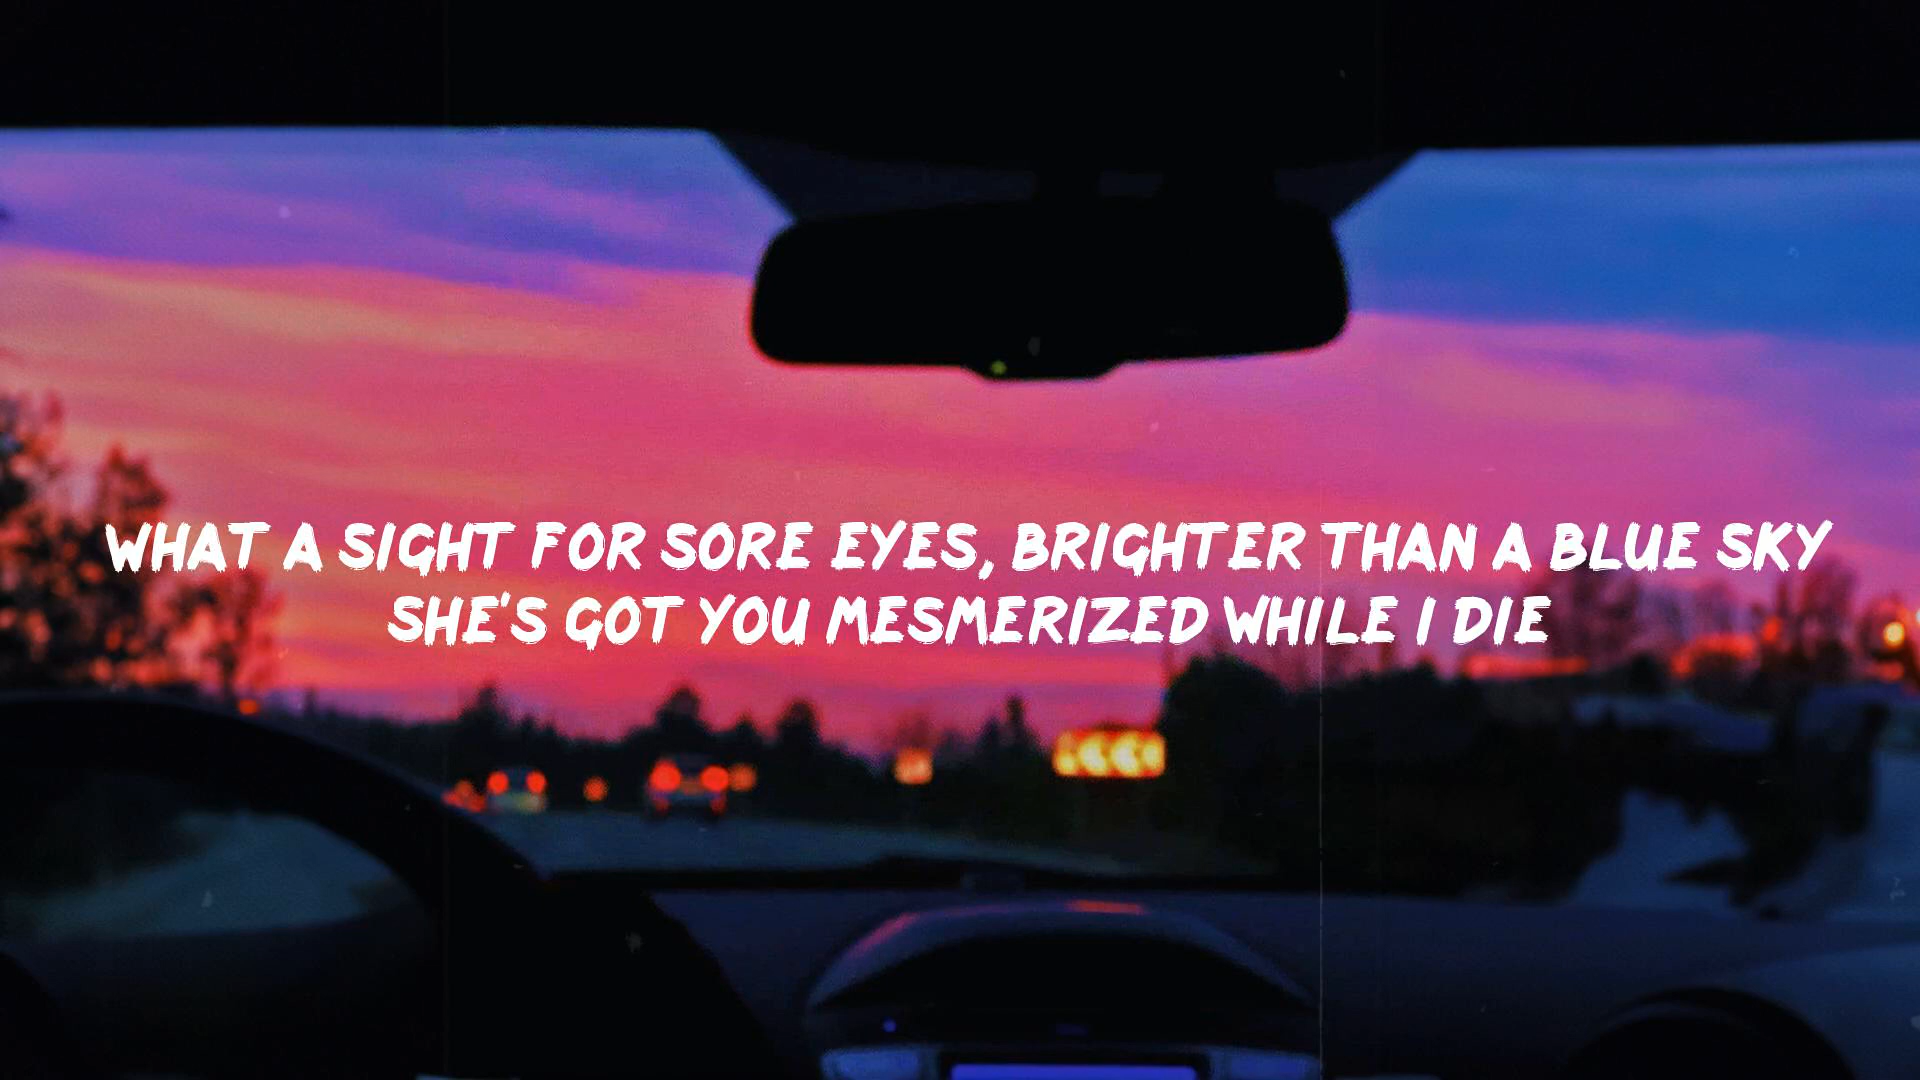 WHAT A SIGHT FOR SORE EYES, BRIGHTER THAN A BLUE SKY
SHE'S GOT YOU MESMERIZED WHILE I DIE